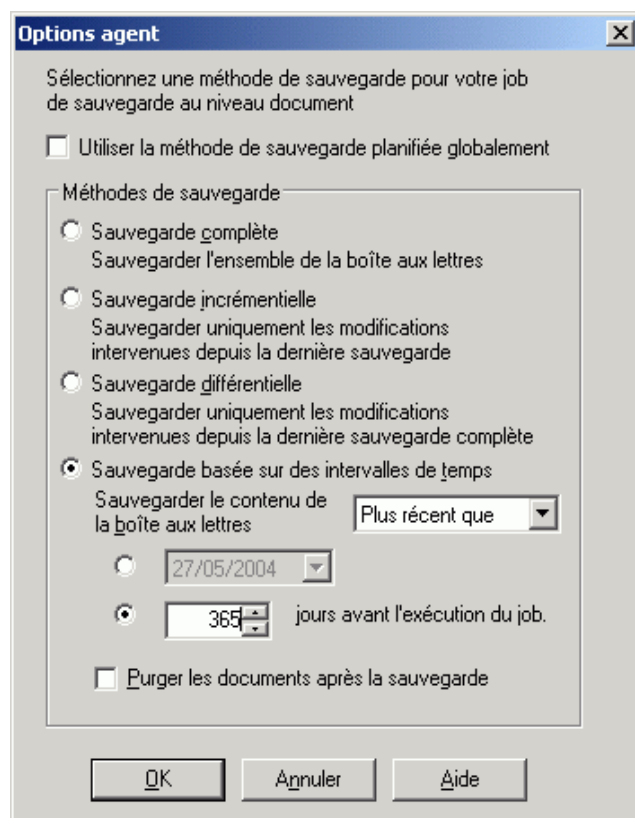 Options agent
Sélectionnez une méthode de sauvegarde pour votre job
de sauvegarde au niveau document
Utiliser la méthode de sauvegarde planifiée globalement
Méthodes de sauvegarde
Sauvegarde complète
Sauvegarder l'ensemble de la boîte aux lettres
Sauvegarde incrémentielle
Sauvegarder uniquement les modifications
intervenues depuis la dernière sauvegarde
Sauvegarde différentielle
Sauvegarder uniquement les modifications
intervenues depuis la dernière sauvegarde complète
Sauvegarde basée sur des intervalles de temps
Sauvegarder le contenu de
la boîte aux lettres
Plus récent que
27/05/2004
365 jours avant l'exécution du job.
Purger les documents après la sauvegarde
OK Annuler Aide